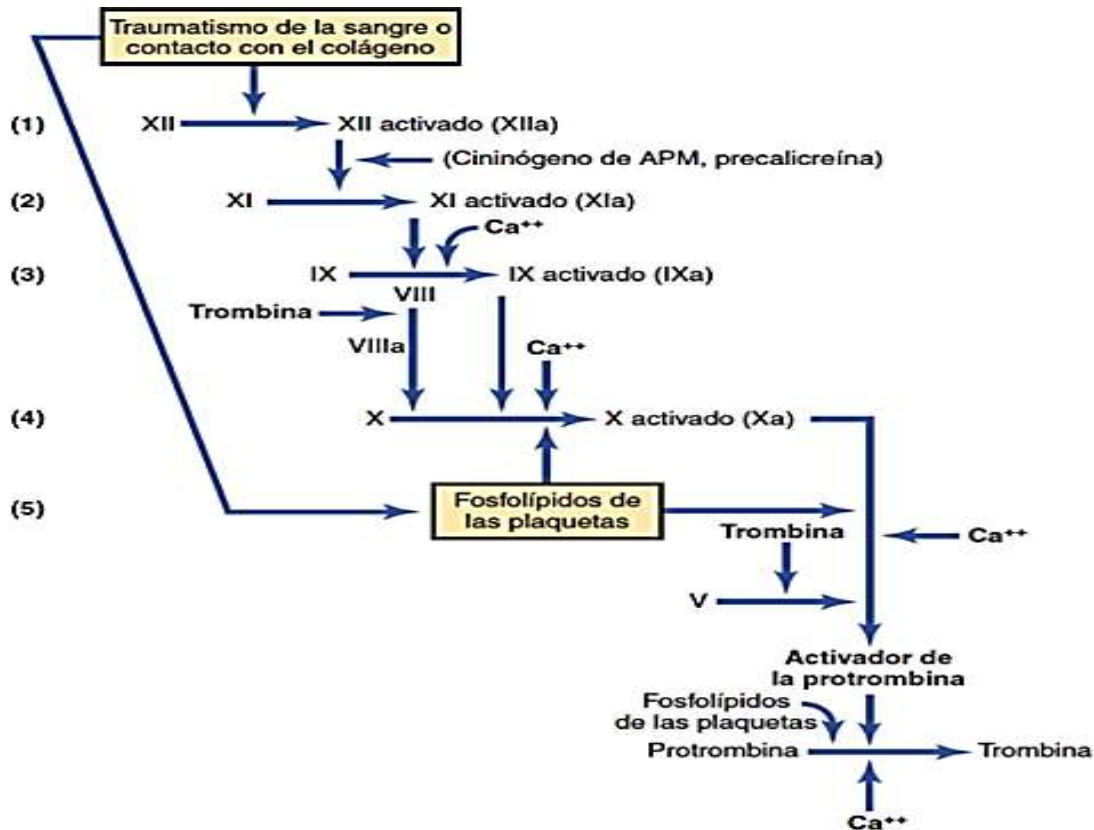 Traumatismo de la sangre o
contacto con el colágeno
(1) XII XII activado (XIIa)
(Cininógeno de APM, precalicreína)
(2) XI XI activado (XIa)
Ca++
(3) IX IX activado (IXa)
VIII
Trombina
VIIIa
Ca++
(4) X X activado (Xa)
(5) Fosfolípidos de
las plaquetas
Trombina
Ca++
V
Activador de
la protrombina
Fosfolípidos
de las plaquetas
Protrombina Trombina
Ca++